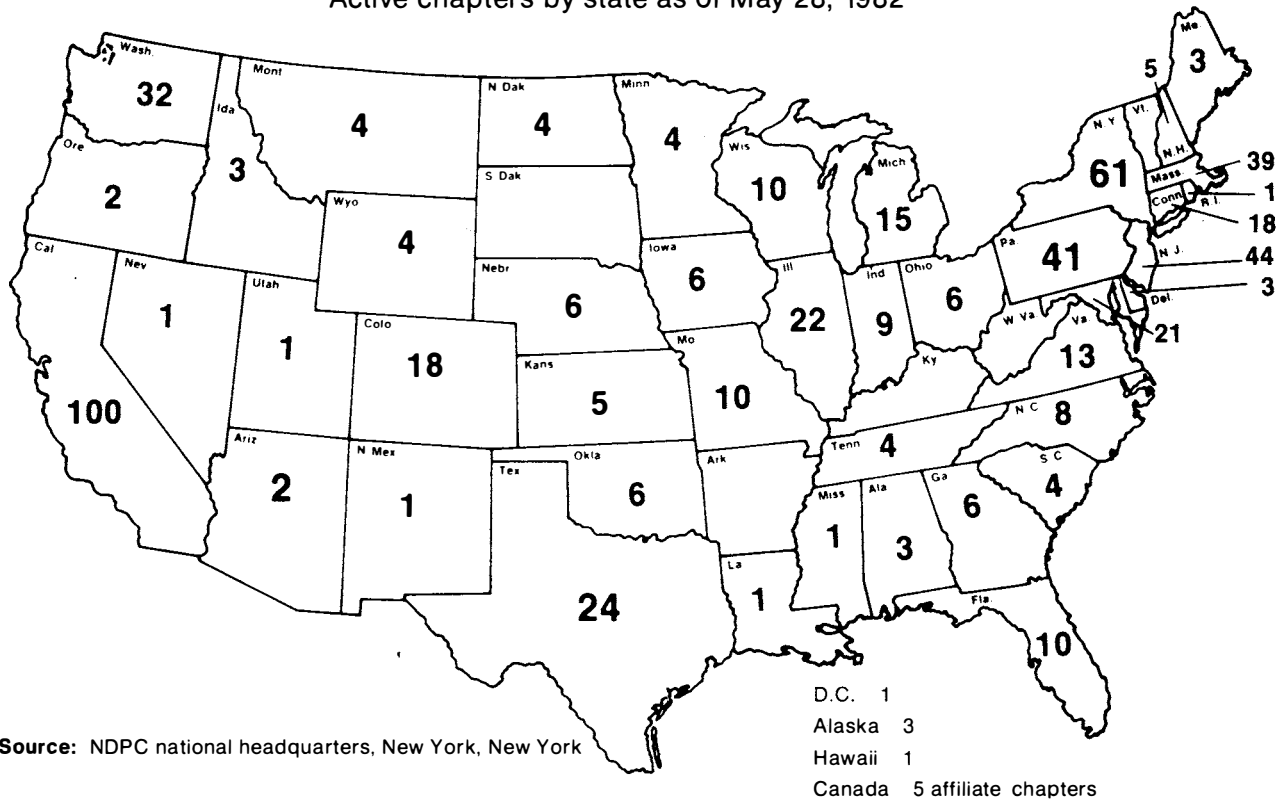 Active chapters by state as of May 28, 1982
Me.
3
5
Wash.
32
Mont
4
N Dak
4
Minn
4
Ida
3
N.Y
61
Vt.
N.H.
Ore
2
Wis
10
Mich
15
Mass
39
S Dak
Conn
R.I.
1
18
Wyo
4
Pa.
41
N.J.
44
Cal
100
Nev
1
Utah
1
Nebr
6
Iowa
6
Ill
22
Ind
9
Ohio
6
Del.
3
21
W Va
Va.
13
Colo
18
Kans
5
Mo
10
Ky
N C
8
Tenn
4
Ariz
2
N Mex
1
Okla
6
Ark
S C
4
Tex
24
Miss
1
Ala
3
Ga
6
La
1
Fla.
10
D.C. 1
Alaska 3
Hawaii 1
Canada 5 affiliate chapters
Source: NDPC national headquarters, New York, New York